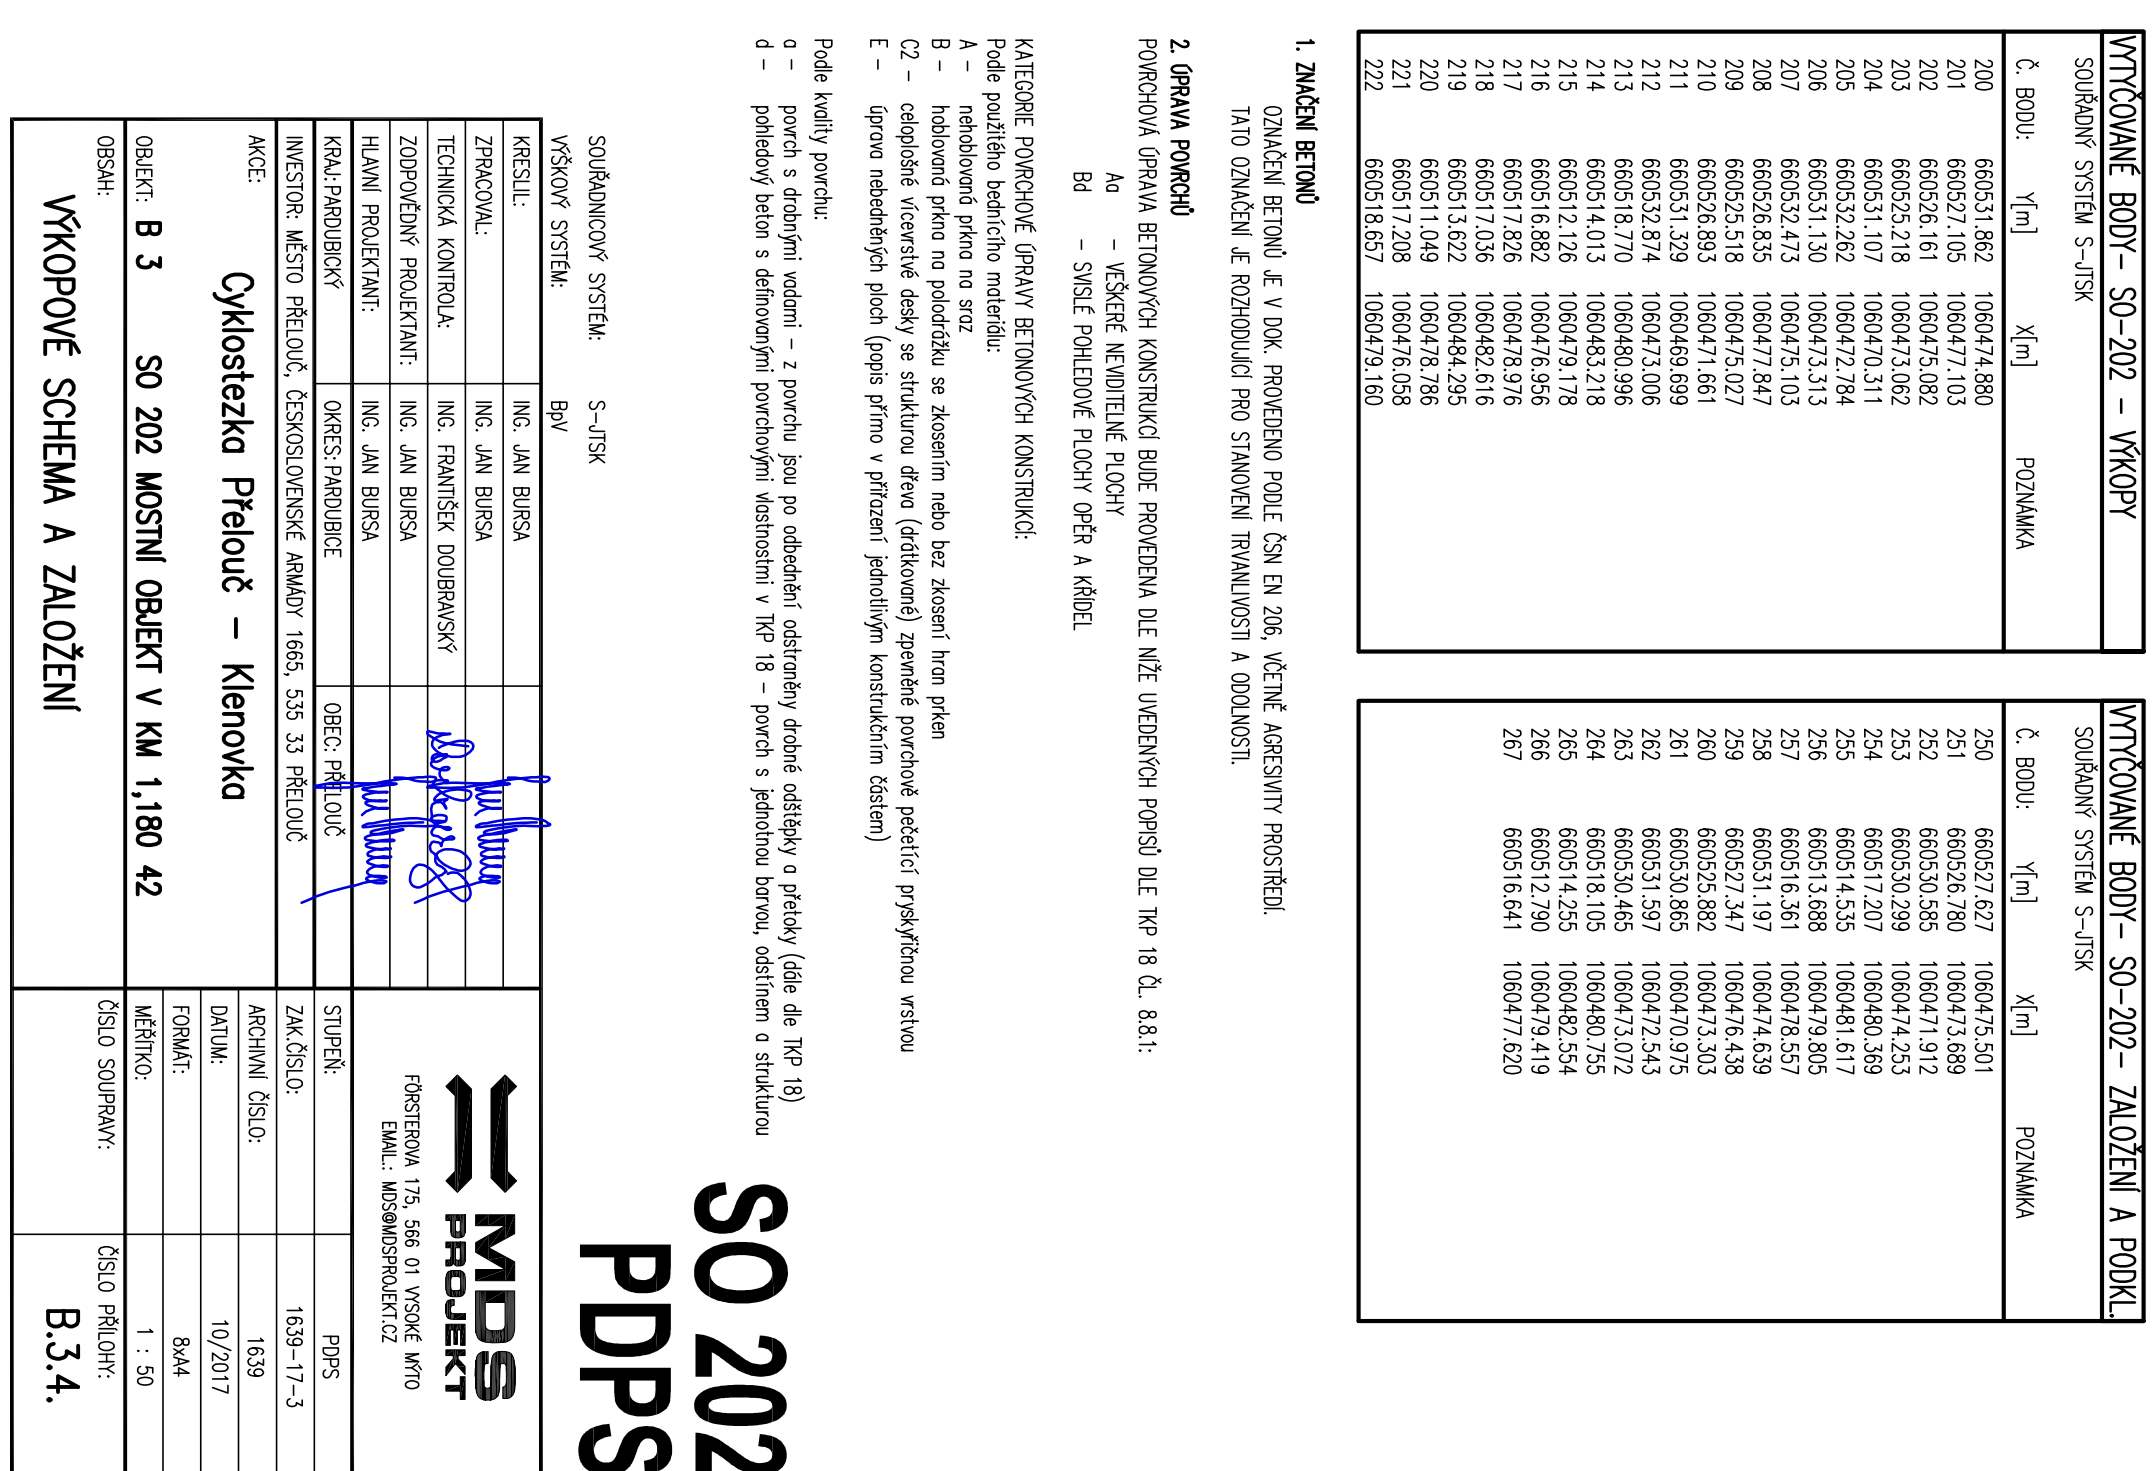 VYTYČOVANÉ BODY- SO-202 - VÝKOPY
SOUŘADNÝ SYSTÉM S-JTSK
Č. BODU: Y[m] X[m] POZNÁMKA
200 660531.862 1060474.880
201 660527.105 1060477.103
202 660526.161 1060475.082
203 660525.218 1060473.062
204 660531.107 1060470.311
205 660532.262 1060472.784
206 660531.130 1060473.313
207 660532.473 1060475.103
208 660526.835 1060477.847
209 660525.518 1060475.027
210 660526.893 1060471.661
211 660531.329 1060469.699
212 660532.874 1060473.006
213 660518.770 1060480.996
214 660514.013 1060483.218
215 660512.126 1060479.178
216 660516.882 1060476.956
217 660517.826 1060478.976
218 660517.036 1060482.616
219 660513.622 1060484.295
220 660511.049 1060478.786
221 660517.208 1060476.058
222 660518.657 1060479.160
VYTYČOVANÉ BODY- SO-202- ZALOŽENÍ A PODKL.
SOUŘADNÝ SYSTÉM S-JTSK
Č. BODU: Y[m] X[m] POZNÁMKA
250 660527.627 1060475.501
251 660526.780 1060473.689
252 660530.585 1060471.912
253 660530.299 1060474.253
254 660517.207 1060480.369
255 660514.535 1060481.617
256 660513.688 1060479.805
257 660516.361 1060478.557
258 660531.197 1060474.639
259 660527.347 1060476.438
260 660525.882 1060473.303
261 660530.865 1060470.975
262 660531.597 1060472.543
263 660530.465 1060473.072
264 660518.105 1060480.755
265 660514.255 1060482.554
266 660512.790 1060479.419
267 660516.641 1060477.620
1. ZNAČENÍ BETONŮ
OZNAČENÍ BETONŮ JE V DOK. PROVEDENO PODLE ČSN EN 206, VČETNĚ AGRESIVITY PROSTŘEDÍ.
TATO OZNAČENÍ JE ROZHODUJÍCÍ PRO STANOVENÍ TRVANLIVOSTI A ODOLNOSTI.
2. ÚPRAVA POVRCHŮ
POVRCHOVÁ ÚPRAVA BETONOVÝCH KONSTRUKCÍ BUDE PROVEDENA DLE NÍŽE UVEDENÝCH POPISŮ DLE TKP 18 ČL. 8.8.1:
Aa - VEŠKERÉ NEVIDITELNÉ PLOCHY
Bd - SVISLÉ POHLEDOVÉ PLOCHY OPĚR A KŘÍDEL
KATEGORIE POVRCHOVÉ ÚPRAVY BETONOVÝCH KONSTRUKCÍ:
Podle použitého bednícího materiálu:
A - nehoblovaná prkna na sraz
B - hoblovaná prkna na polodrážku se zkosením nebo bez zkosení hran prken
C2 - celoplošné vícevrstvé desky se strukturou dřeva (drátkované) zpevněné povrchově pečetící pryskyřičnou vrstvou
E - úprava nebedněných ploch (popis přímo v přiřazení jednotlivým konstrukčním částem)
Podle kvality povrchu:
a - povrch s drobnými vadami - z povrchu jsou po odbednění odstraněny drobné odštěpky a přetoky (dále dle TKP 18)
d - pohledový beton s definovanými povrchovými vlastnostmi v TKP 18 - povrch s jednotnou barvou, odstínem a strukturou
SO 202
PDPS
SOUŘADNICOVÝ SYSTÉM: S-JTSK
VÝŠKOVÝ SYSTÉM: BpV
KRESLIL: ING. JAN BURSA
ZPRACOVAL: ING. JAN BURSA
TECHNICKÁ KONTROLA: ING. FRANTIŠEK DOUBRAVSKÝ
ZODPOVĚDNÝ PROJEKTANT: ING. JAN BURSA
HLAVNÍ PROJEKTANT: ING. JAN BURSA
KRAJ: PARDUBICKÝ OKRES: PARDUBICE OBEC: PŘELOUČ
INVESTOR: MĚSTO PŘELOUČ, ČESKOSLOVENSKÉ ARMÁDY 1665, 535 33 PŘELOUČ
AKCE:
Cyklostezka Přelouč - Klenovka
OBJEKT: B 3 SO 202 MOSTNÍ OBJEKT V KM 1,180 42
OBSAH:
VÝKOPOVÉ SCHEMA A ZALOŽENÍ
MDS
PROJEKT
FÖRSTEROVA 175, 566 01 VYSOKÉ MÝTO
EMAIL.: MDS@MDSPROJEKT.CZ
STUPEŇ: PDPS
ZAK.ČÍSLO: 1639-17-3
ARCHIVNÍ ČÍSLO: 1639
DATUM: 10/2017
FORMÁT: 8xA4
MĚŘÍTKO: 1 : 50
ČÍSLO SOUPRAVY:
ČÍSLO PŘÍLOHY:
B.3.4.